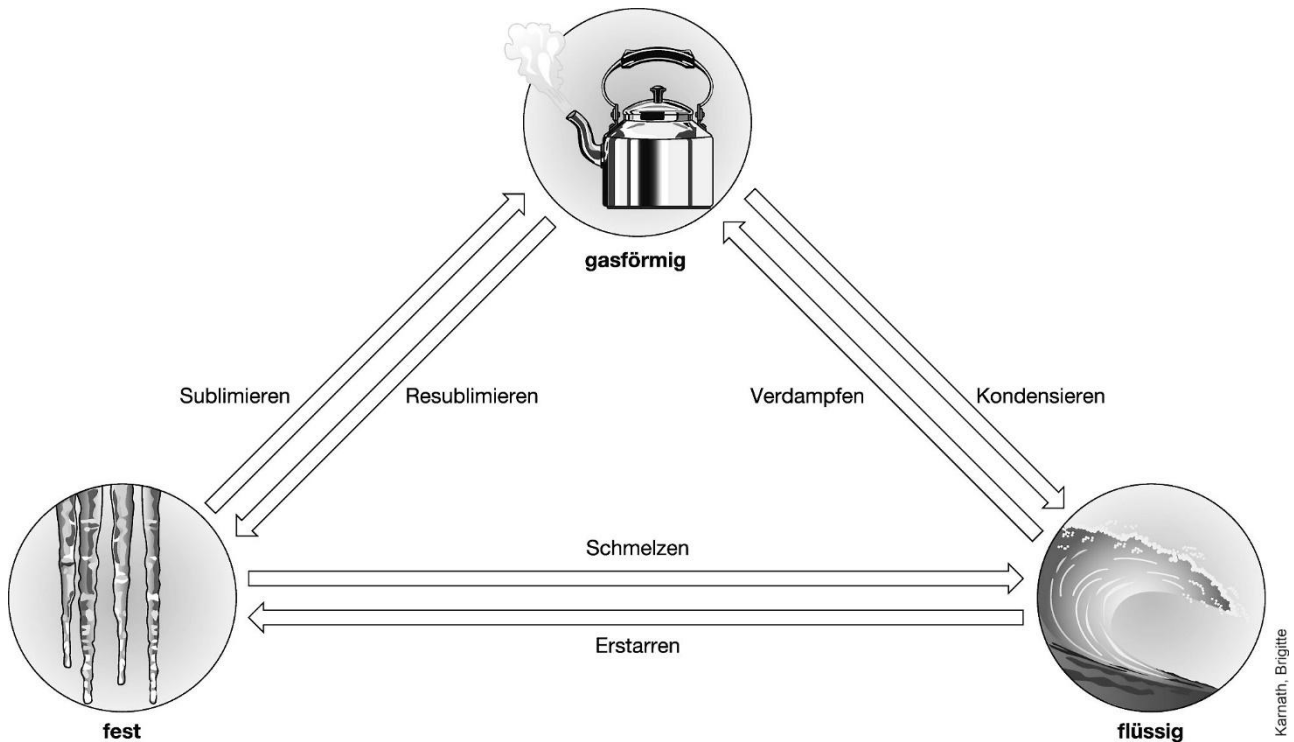 gasförmig
Sublimieren
Resublimieren
Verdampfen
Kondensieren
Schmelzen
Erstarren
fest
flüssig
Karnath, Brigitte